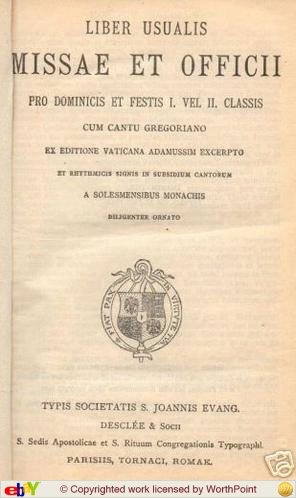 LIBER USUALIS
MISSAE ET OFFICII
PRO DOMINICIS ET FESTIS I. VEL II. CLASSIS
CUM CANTU GREGORIANO
EX EDITIONE VATICANA ADAMUSSIM EXCERPTO
ET RHYTHMICIS SIGNIS IN SUBSIDIUM CANTORUM
A SOLESMENSIBUS MONACHIS
DILIGENTER ORNATO
FIAT PAX IN VIRTUTE TUA
TYPIS SOCIETATIS S. JOANNIS EVANG.
DESCLÉE & SOCII
S. Sedis Apostolicae et S. Rituum Congregationis Typographi.
PARISIIS, TORNACI, ROMAE.
ebY © Copyrighted work licensed by WorthPoint